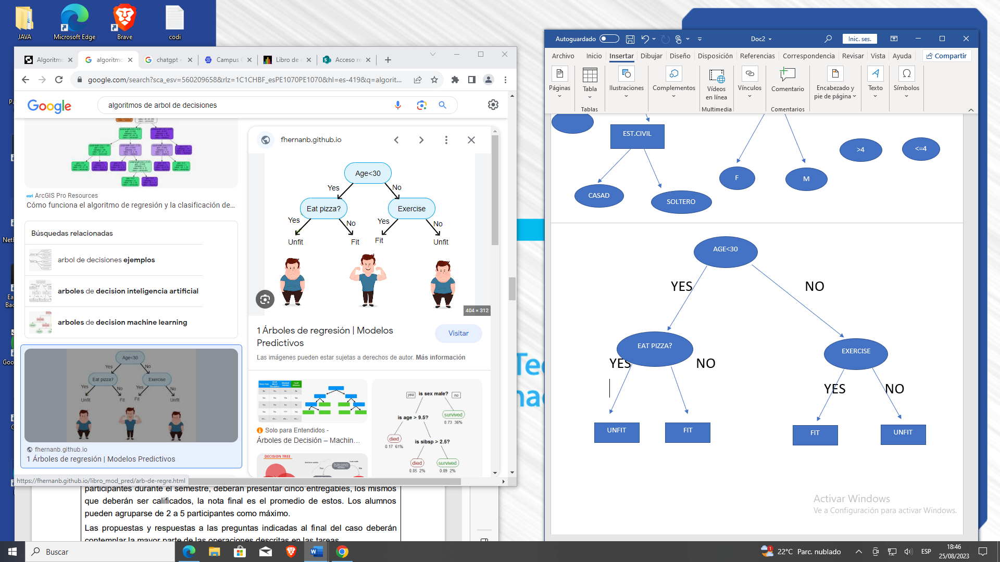 JAVA
Microsoft Edge
Brave
codi
Algoritmo
algoritmo
chatgpt -
Campus
Libro de
Acceso re
google.com/search?sca_esv=560209658&rlz=1C1CHBF_esPE1070PE1070&hl=es-419&q=algorit...
Google
algoritmos de arbol de decisiones
esri ArcGIS Pro Resources
Cómo funciona el algoritmo de regresión y la clasificación de...
Búsquedas relacionadas
arbol de decisiones ejemplos
arboles de decision inteligencia artificial
arboles de decision machine learning
Age<30
Yes No
Eat pizza? Exercise
Yes No Yes No
Unfit Fit Fit Unfit
fhernanb.github.io
1 Árboles de regresión | Modelos Predictivos
https://fhernanb.github.io/libro_mod_pred/arb-de-regre.html
fhernanb.github.io
Age<30
Yes No
Eat pizza? Exercise
Yes No Yes No
Unfit Fit Fit Unfit
404 × 312
1 Árboles de regresión | Modelos
Predictivos
Visitar
Las imágenes pueden estar sujetas a derechos de autor. Más información
Solo para Entendidos -
Árboles de Decisión – Machin...
yes is sex male? no
is age > 9.5?
survived
0.73 36%
died
0.17 61%
is sibsp > 2.5?
died survived
0.05 2% 0.89 2%
DECISION TREE
participantes durante el semestre, deberán presentar cinco entregables, los mismos
que deberán ser calificados, la nota final es el promedio de estos. Los alumnos
pueden agruparse de 2 a 5 participantes como máximo.
Las propuestas y respuestas a las preguntas indicadas al final del caso deberán
contemplar la mayor parte de las operaciones descritas en las tareas
Autoguardado
Doc2
Inic. ses.
Archivo Inicio Insertar Dibujar Diseño Disposición Referencias Correspondencia Revisar Vista Ayuda Compartir
Páginas
Tabla
Ilustraciones
Complementos
Vídeos
en línea
Vínculos
Comentario
Encabezado y
pie de página
Texto
Símbolos
Tablas
Multimedia
Comentarios
EST.CIVIL
>4
<=4
F
M
CASAD
SOLTERO
AGE<30
YES NO
EAT PIZZA?
EXERCISE
YES NO
YES NO
UNFIT FIT
FIT UNFIT
Activar Windows
Ve a Configuración para activar Windows.
Buscar
1
22°C Parc. nublado
ESP
18:46
25/08/2023